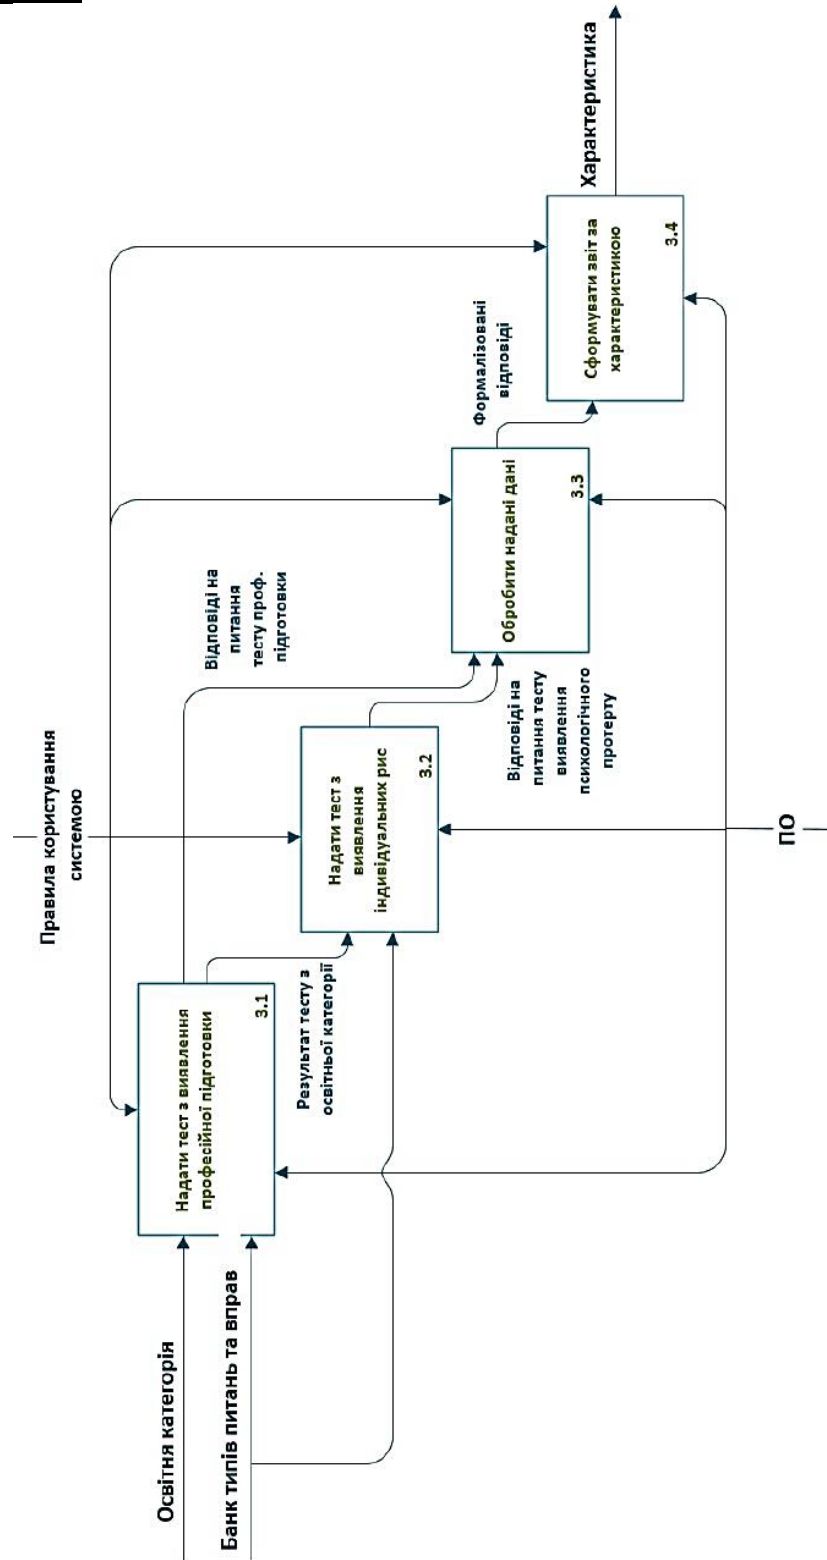 Правила користування
системою
Освітня категорія
Банк типів питань та вправ
Надати тест з виявлення
професійної підготовки
3.1
Результат тесту з
освітньої категорії
Надати тест з
виявлення
індивідуальних рис
3.2
Відповіді на
питання
тесту проф.
підготовки
Відповіді на
питання тесту
виявлення
психологічного
протерту
Обробити надані дані
3.3
Формалізовані
відповіді
Сформувати звіт за
характеристикою
3.4
Характеристика
ПО